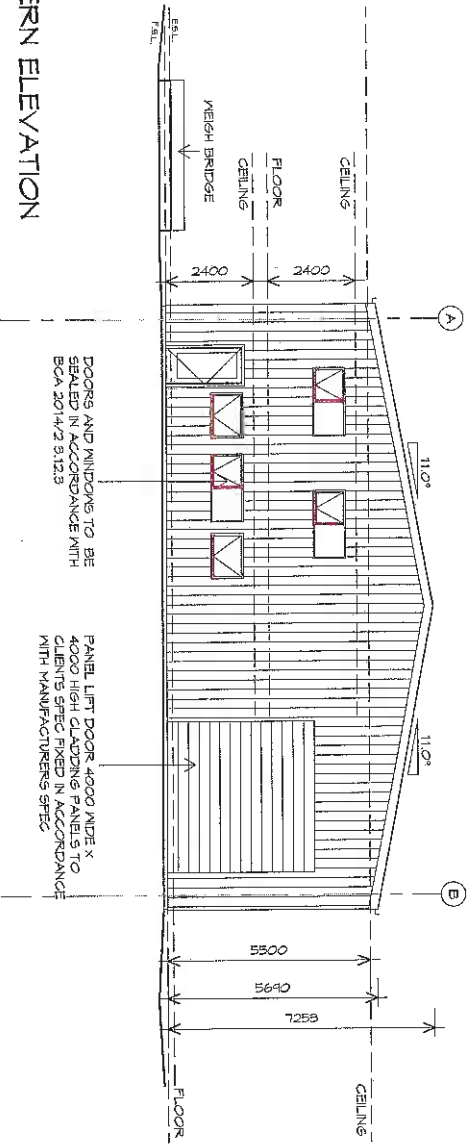 ERN ELEVATION
E.S.L.
F.S.L.
WEIGH BRIDGE
CEILING
FLOOR
CEILING
2400
2400
A
11.0°
11.0°
B
DOORS AND WINDOWS TO BE
SEALED IN ACCORDANCE WITH
BCA 2014/2 3.12.3
PANEL LIFT DOOR 4000 WIDE X
4000 HIGH CLADDING PANELS TO
CLIENTS SPEC FIXED IN ACCORDANCE
WITH MANUFACTURERS SPEC
5500
5690
7253
CEILING
FLOOR